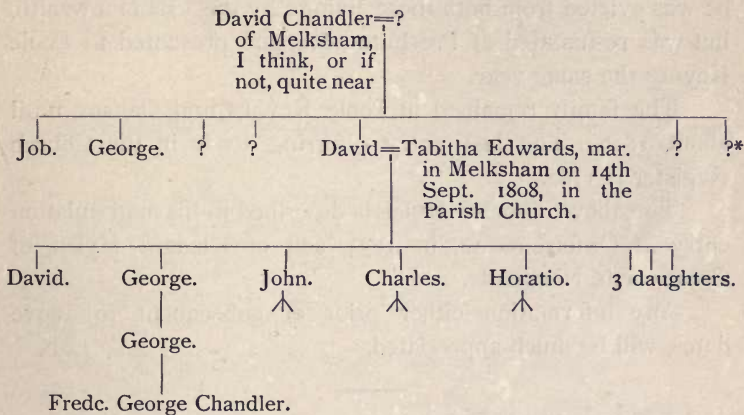 David Chandler=?
of Melksham,
I think, or if
not, quite near
Job. George. ? ? David=Tabitha Edwards, mar. ? ?*
in Melksham on 14th
Sept. 1808, in the
Parish Church.
David. George. John. Charles. Horatio. 3 daughters.
George.
Fredc. George Chandler.